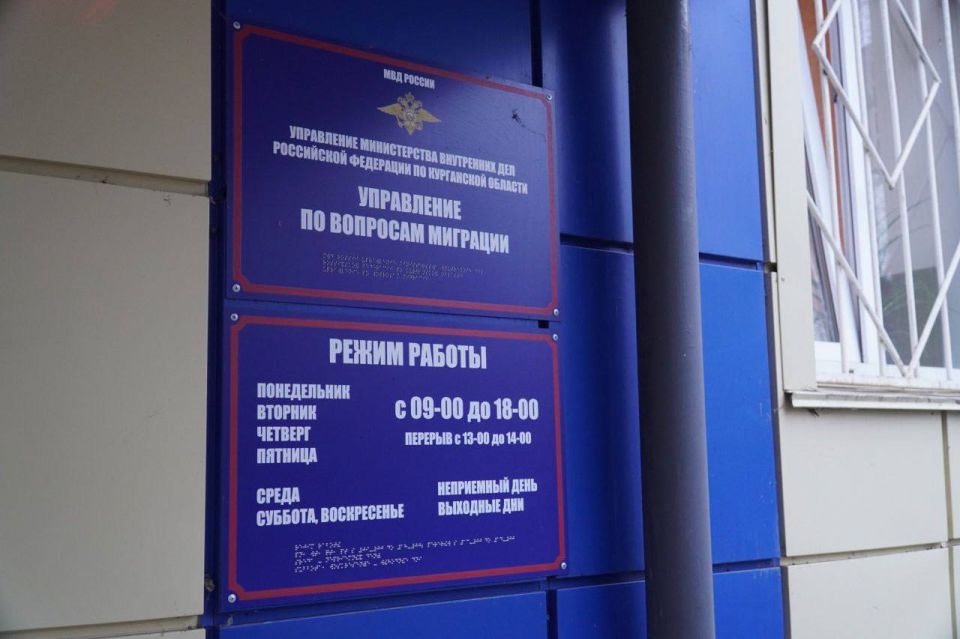 МВД РОССИИ
УПРАВЛЕНИЕ МИНИСТЕРСТВА ВНУТРЕННИХ ДЕЛ
РОССИЙСКОЙ ФЕДЕРАЦИИ ПО КУРГАНСКОЙ ОБЛАСТИ
УПРАВЛЕНИЕ
ПО ВОПРОСАМ МИГРАЦИИ
РЕЖИМ РАБОТЫ
ПОНЕДЕЛЬНИК
ВТОРНИК
ЧЕТВЕРГ
ПЯТНИЦА
с 09-00 до 18-00
ПЕРЕРЫВ с 13-00 до 14-00
СРЕДА НЕПРИЕМНЫЙ ДЕНЬ
СУББОТА, ВОСКРЕСЕНЬЕ ВЫХОДНЫЕ ДНИ